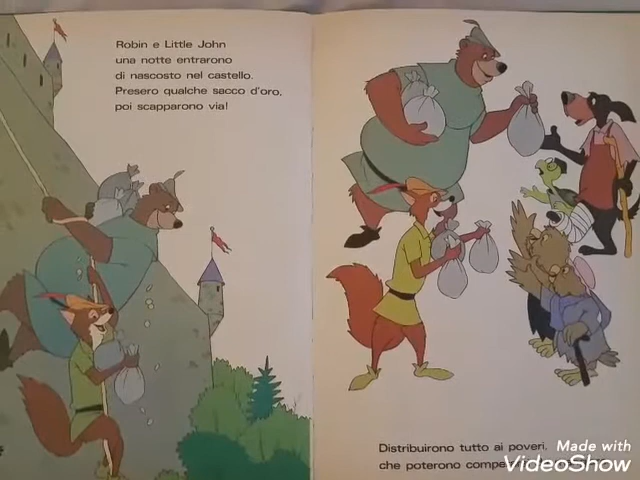 Robin e Little John
una notte entrarono
di nascosto nel castello.
Presero qualche sacco d'oro,
poi scapparono via!
Distribuirono tutto ai poveri,
che poterono
Made with
VideoShow